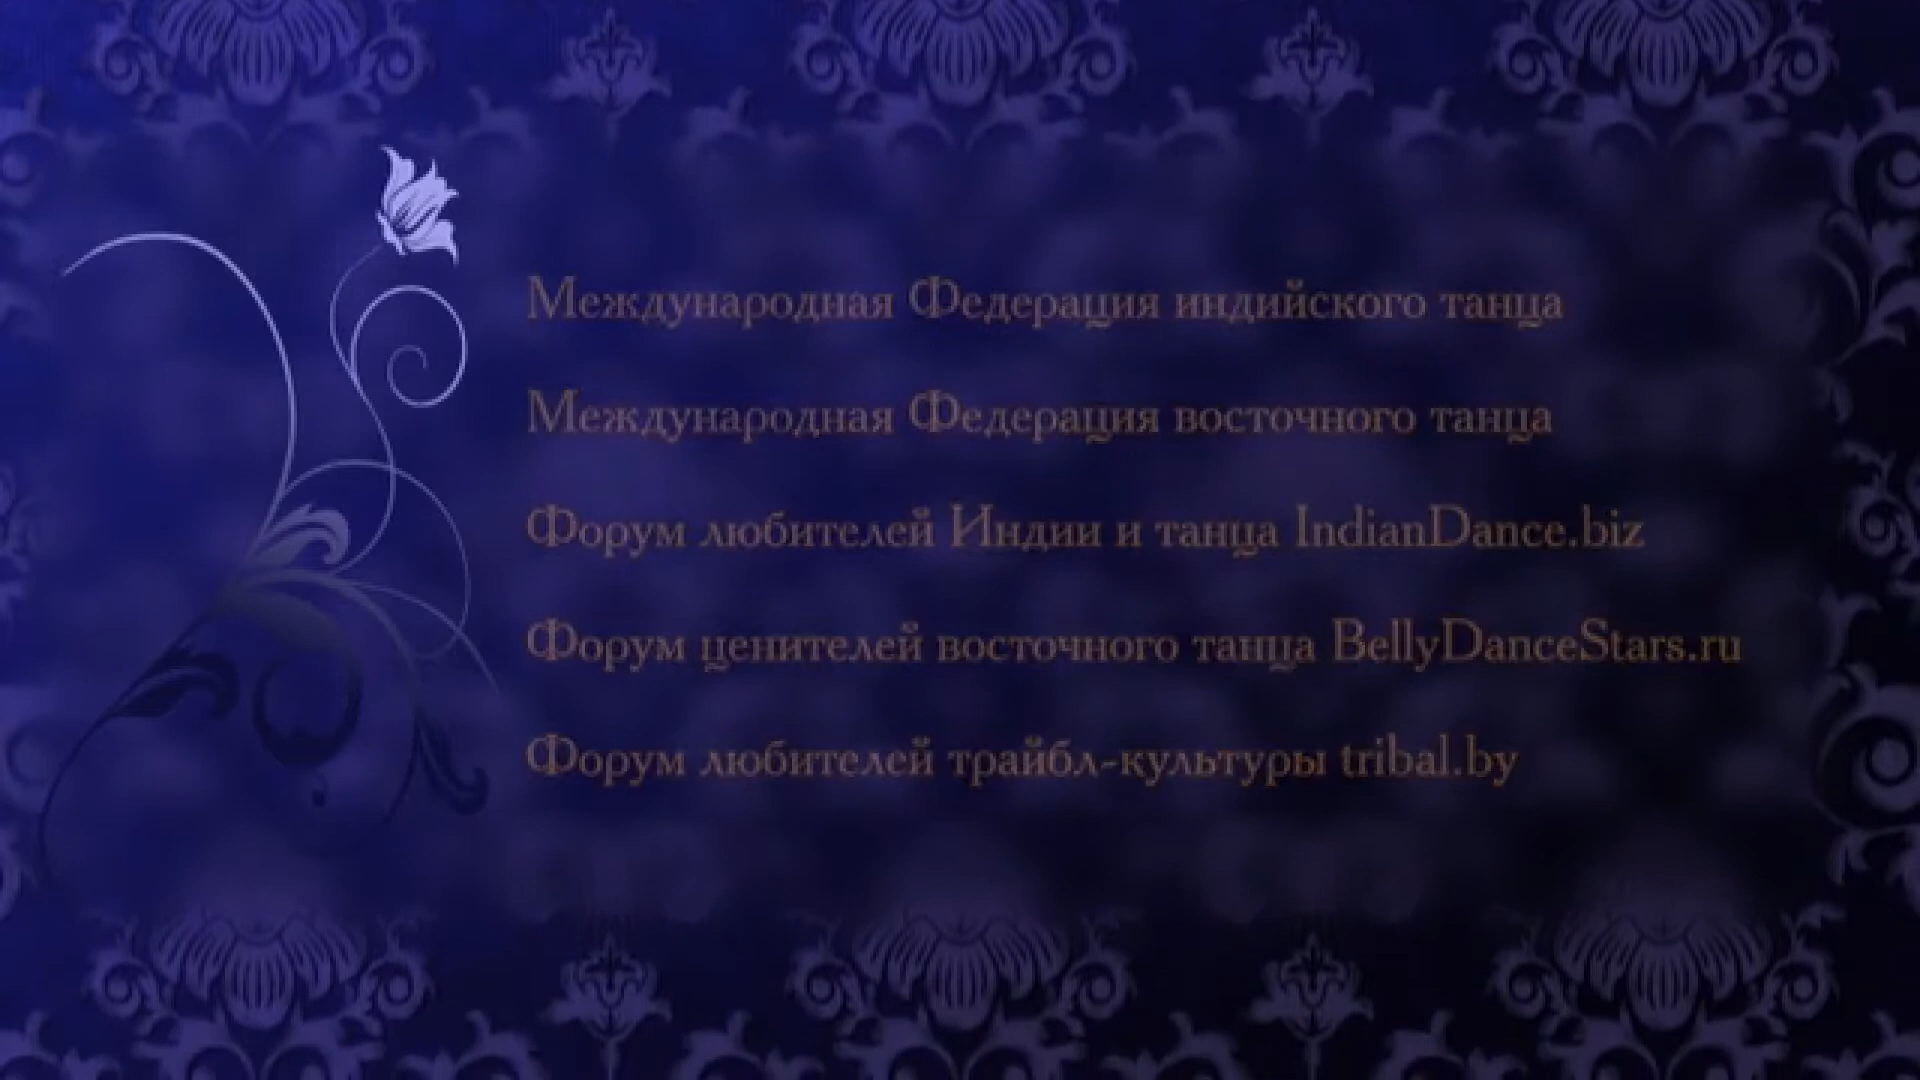 Международная Федерация индийского танца
Международная Федерация восточного танца
Форум любителей Индии и танца IndianDance.biz
Форум ценителей восточного танца BellyDanceStars.ru
Форум любителей трайбл-культуры tribal.by